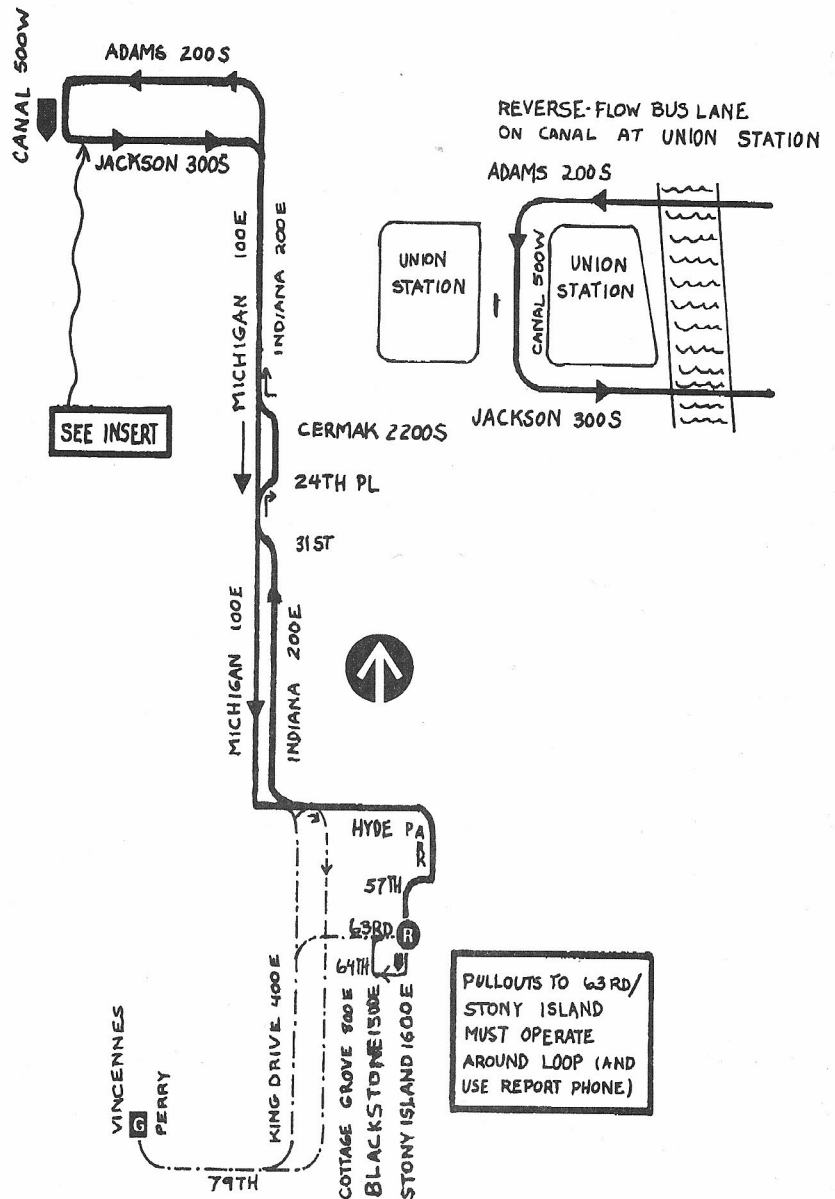 ADAMS 200S
CANAL 500W
JACKSON 300S
REVERSE-FLOW BUS LANE
ON CANAL AT UNION STATION
ADAMS 200S
UNION
STATION
CANAL 500W
UNION
STATION
JACKSON 300S
MICHIGAN 100E
INDIANA 200E
SEE INSERT
CERMAK 2200S
24TH PL
31ST
MICHIGAN 100E
INDIANA 200E
HYDE PARK
57TH
63RD
R
64TH
KING DRIVE 400E
COTTAGE GROVE 800E
BLACKSTONE 1500E
STONY ISLAND 1600E
PULLOUTS TO 63RD/
STONY ISLAND
MUST OPERATE
AROUND LOOP (AND
USE REPORT PHONE)
VINCENNES
G
PERRY
79TH